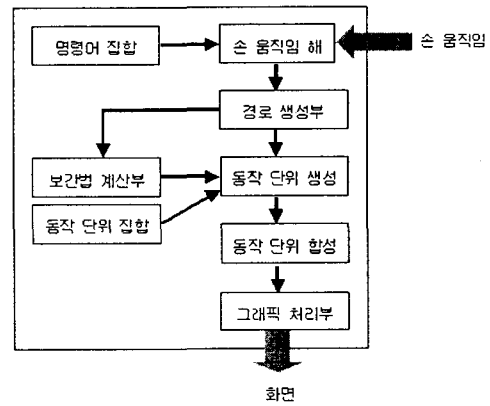 명령어 집합
손 움직임 해
손 움직임
경로 생성부
보간법 계산부
동작 단위 생성
동작 단위 집합
동작 단위 합성
그래픽 처리부
화면